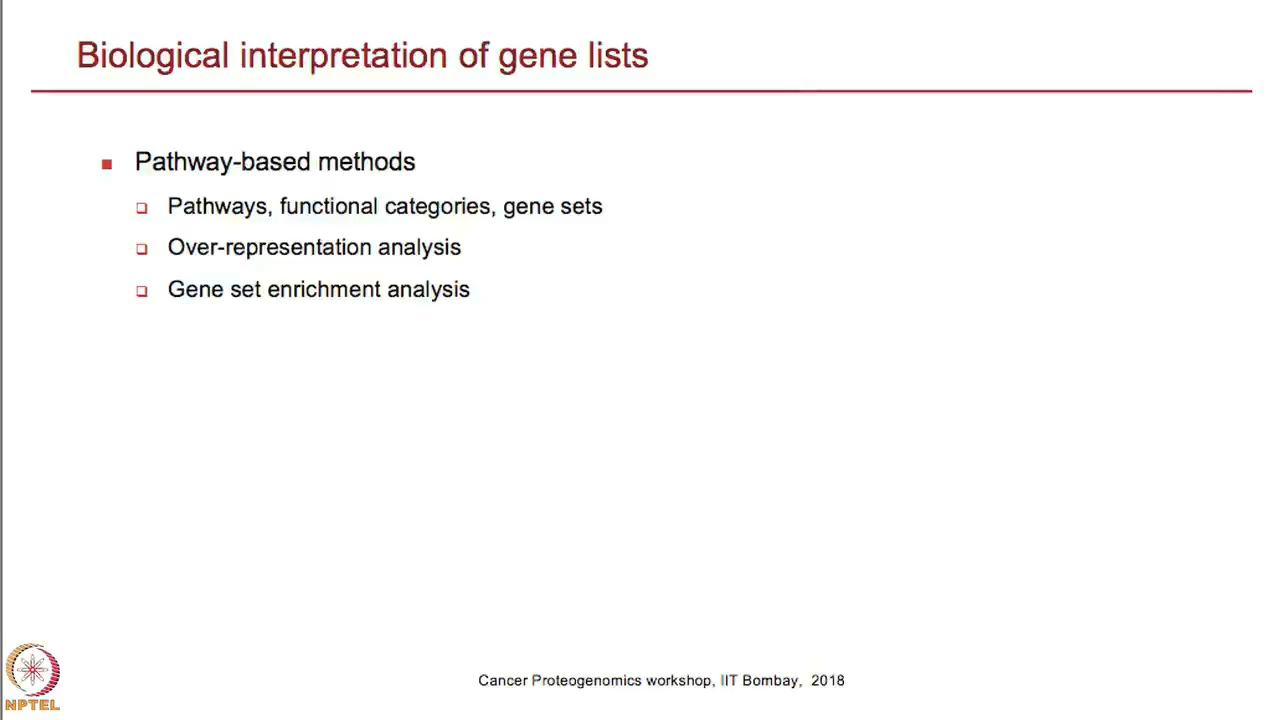 Biological interpretation of gene lists
Pathway-based methods
Pathways, functional categories, gene sets
Over-representation analysis
Gene set enrichment analysis
Cancer Proteogenomics workshop, IIT Bombay, 2018
NPTEL